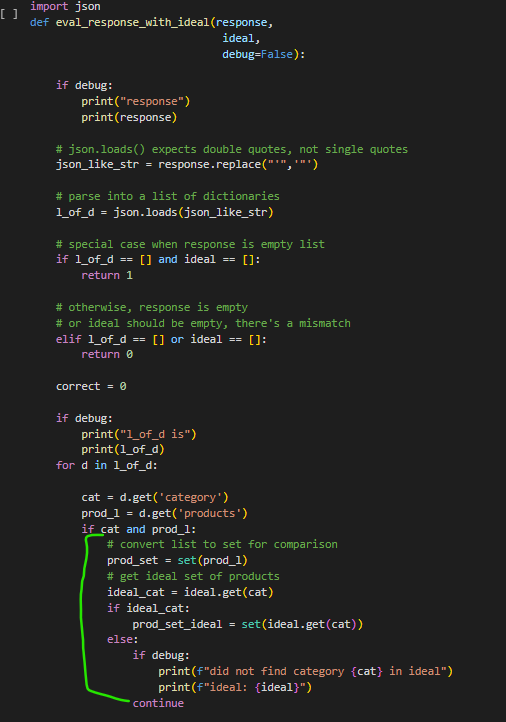 [ ]
import json
def eval_response_with_ideal(response,
                              ideal,
                              debug=False):

    if debug:
        print("response")
        print(response)

    # json.loads() expects double quotes, not single quotes
    json_like_str = response.replace("'",'"')

    # parse into a list of dictionaries
    l_of_d = json.loads(json_like_str)

    # special case when response is empty list
    if l_of_d == [] and ideal == []:
        return 1

    # otherwise, response is empty
    # or ideal should be empty, there's a mismatch
    elif l_of_d == [] or ideal == []:
        return 0

    correct = 0

    if debug:
        print("l_of_d is")
        print(l_of_d)
    for d in l_of_d:

        cat = d.get('category')
        prod_l = d.get('products')
        if cat and prod_l:
            # convert list to set for comparison
            prod_set = set(prod_l)
            # get ideal set of products
            ideal_cat = ideal.get(cat)
            if ideal_cat:
                prod_set_ideal = set(ideal.get(cat))
            else:
                if debug:
                    print(f"did not find category {cat} in ideal")
                    print(f"ideal: {ideal}")
                continue